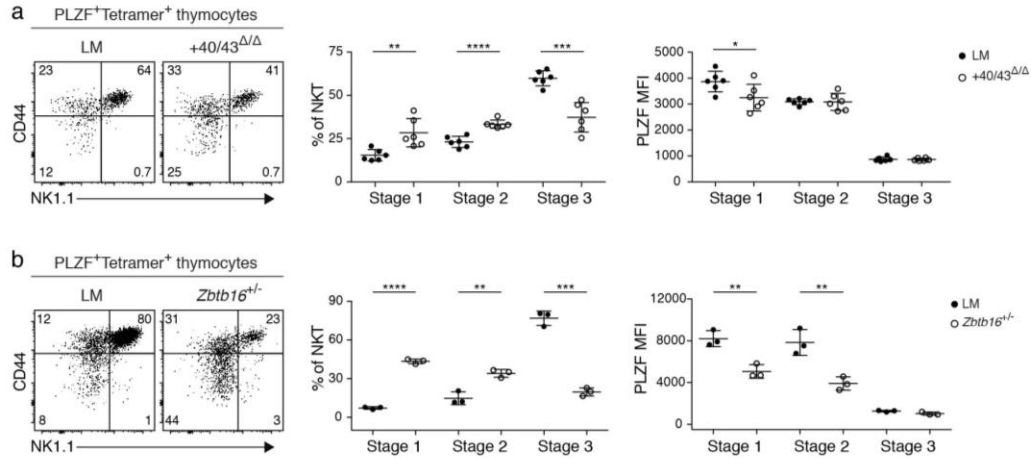 a
PLZF⁺Tetramer⁺ thymocytes
LM +40/43^Δ/Δ
23 64 33 41
12 0.7 25 0.7
CD44
NK1.1
** **** ***
75
50
25
0
% of NKT
Stage 1 Stage 2 Stage 3
*
5000
4000
3000
2000
1000
0
PLZF MFI
Stage 1 Stage 2 Stage 3
LM
+40/43^Δ/Δ
b
PLZF⁺Tetramer⁺ thymocytes
LM Zbtb16⁺/⁻
12 80 31 23
8 1 44 3
CD44
NK1.1
**** ** ***
90
60
30
0
% of NKT
Stage 1 Stage 2 Stage 3
** **
12000
8000
4000
0
PLZF MFI
Stage 1 Stage 2 Stage 3
LM
Zbtb16⁺/⁻